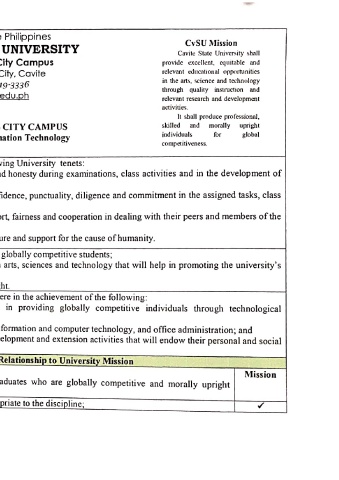 Philippines
UNIVERSITY
City Campus
City, Cavite
19-3336
edu.ph
CvSU Mission
Cavite State University shall
provide excellent, equitable and
relevant educational opportunities
in the arts, science and technology
through quality instruction and
relevant research and development
activities.
It shall produce professional,
skilled and morally upright
individuals for global
competitiveness.
CITY CAMPUS
mation Technology
ving University tenets:
nd honesty during examinations, class activities and in the development of
fidence, punctuality, diligence and commitment in the assigned tasks, class
ort, fairness and cooperation in dealing with their peers and members of the
ure and support for the cause of humanity.
globally competitive students;
arts, sciences and technology that will help in promoting the university's
ht.
ere in the achievement of the following:
in providing globally competitive individuals through technological
formation and computer technology, and office administration; and
elopment and extension activities that will endow their personal and social
Relationship to University Mission
Mission
aduates who are globally competitive and morally upright
priate to the discipline; ✓